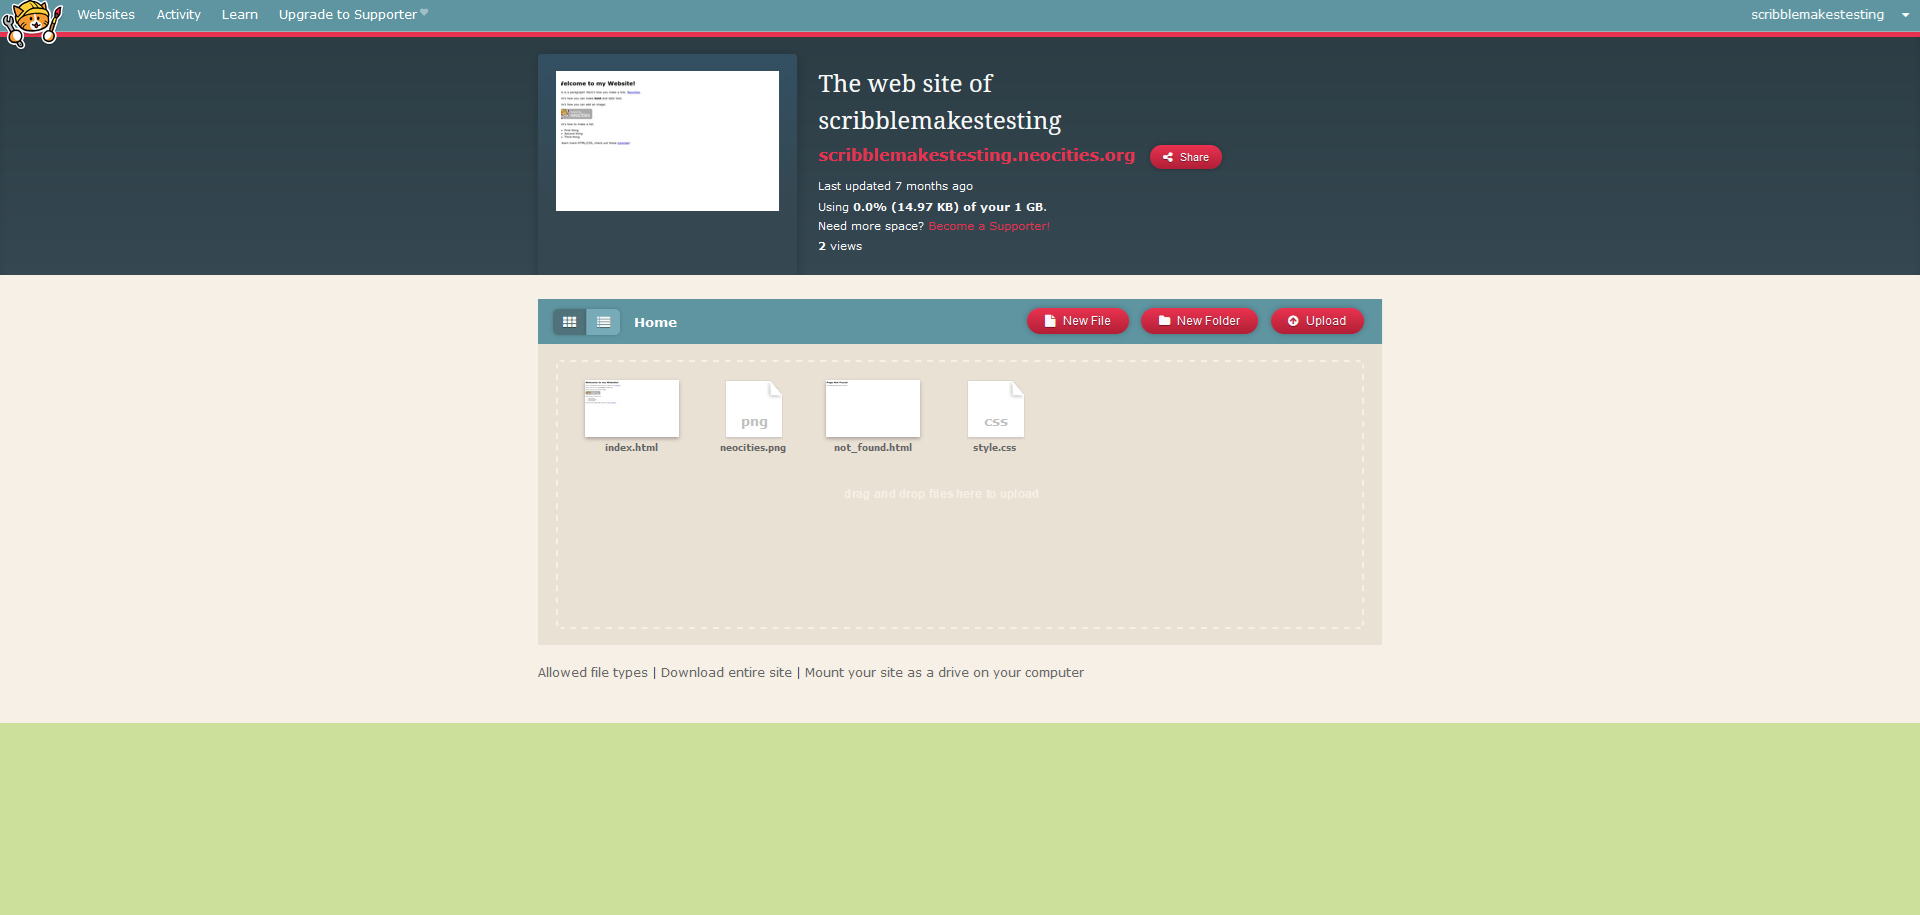 Websites Activity Learn Upgrade to Supporter scribblemakestesting
Welcome to my Website!
The web site of
scribblemakestesting
scribblemakestesting.neocities.org Share
Last updated 7 months ago
Using 0.0% (14.97 KB) of your 1 GB.
Need more space? Become a Supporter!
2 views
Home New File New Folder Upload
png css
index.html neocities.png not_found.html style.css
drag and drop files here to upload
Allowed file types | Download entire site | Mount your site as a drive on your computer